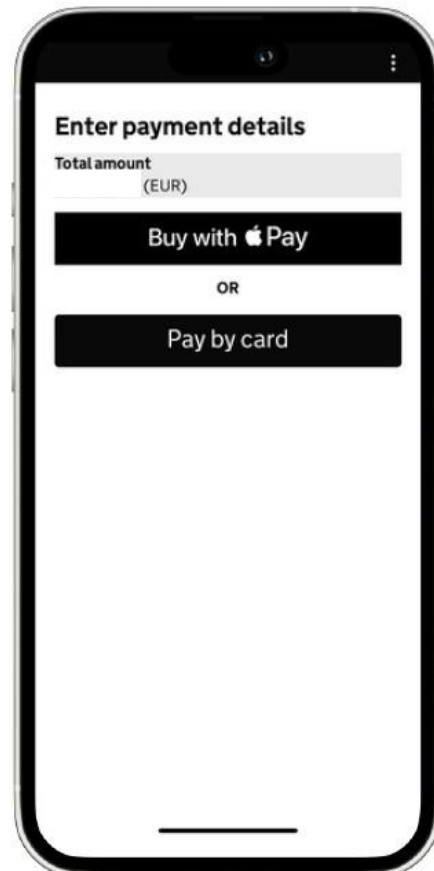 Enter payment details
Total amount
(EUR)
Buy with Pay
OR
Pay by card